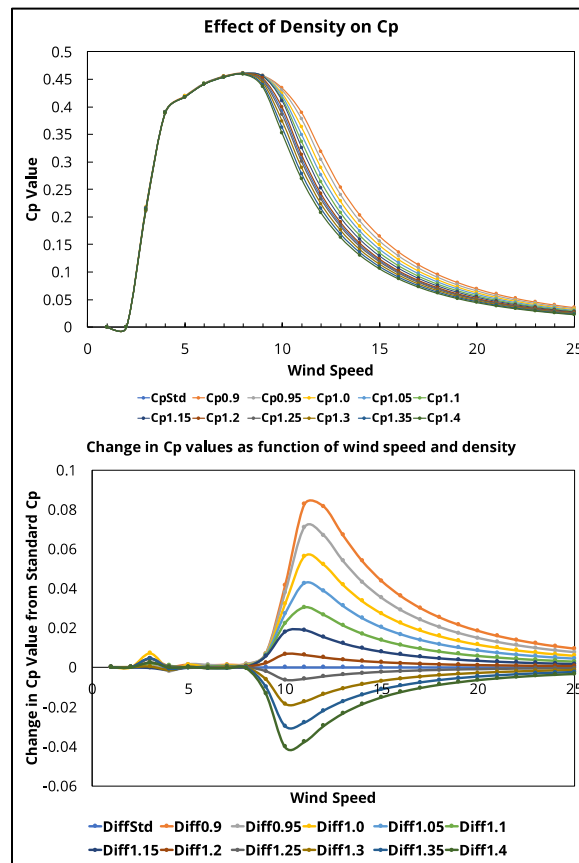 Effect of Density on Cp
0.5
0.45
0.4
0.35
0.3
0.25
0.2
0.15
0.1
0.05
0
Cp Value
0 5 10 15 20 25
Wind Speed
CpStd Cp0.9 Cp0.95 Cp1.0 Cp1.05 Cp1.1
Cp1.15 Cp1.2 Cp1.25 Cp1.3 Cp1.35 Cp1.4
Change in Cp values as function of wind speed and density
0.1
0.08
0.06
0.04
0.02
0
-0.02
-0.04
-0.06
Change in Cp Value from Standard Cp
0 5 10 15 20 25
Wind Speed
DiffStd Diff0.9 Diff0.95 Diff1.0 Diff1.05 Diff1.1
Diff1.15 Diff1.2 Diff1.25 Diff1.3 Diff1.35 Diff1.4